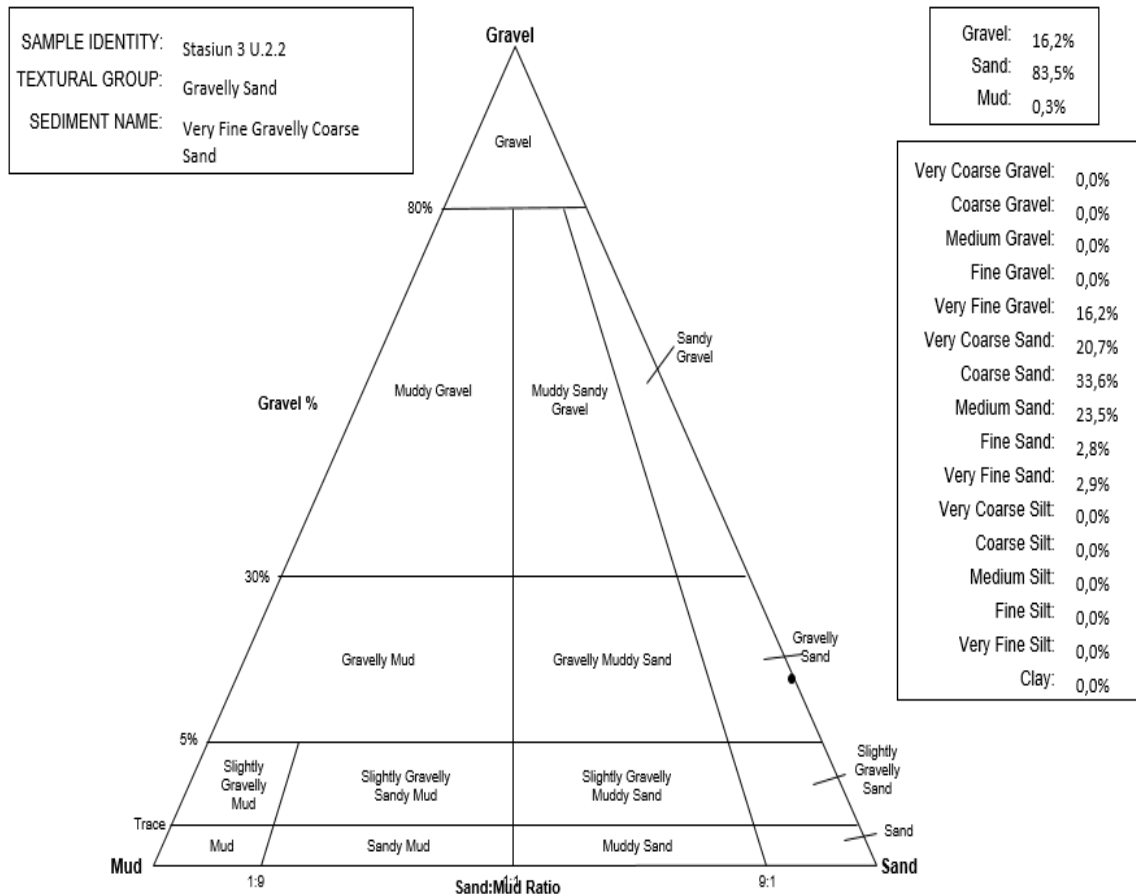 SAMPLE IDENTITY: Stasiun 3 U.2.2
TEXTURAL GROUP: Gravelly Sand
SEDIMENT NAME: Very Fine Gravelly Coarse
Sand
Gravel: 16,2%
Sand: 83,5%
Mud: 0,3%
Very Coarse Gravel: 0,0%
Coarse Gravel: 0,0%
Medium Gravel: 0,0%
Fine Gravel: 0,0%
Very Fine Gravel: 16,2%
Very Coarse Sand: 20,7%
Coarse Sand: 33,6%
Medium Sand: 23,5%
Fine Sand: 2,8%
Very Fine Sand: 2,9%
Very Coarse Silt: 0,0%
Coarse Silt: 0,0%
Medium Silt: 0,0%
Fine Silt: 0,0%
Very Fine Silt: 0,0%
Clay: 0,0%
Gravel
Gravel
80%
Sandy
Gravel
Muddy Gravel
Muddy Sandy
Gravel
Gravel %
30%
Gravelly Mud
Gravelly Muddy Sand
Gravelly
Sand
5%
Slightly
Gravelly
Mud
Slightly Gravelly
Sandy Mud
Slightly Gravelly
Muddy Sand
Slightly
Gravelly
Sand
Trace
Mud
Sandy Mud
Muddy Sand
Sand
Mud
Sand
1:9
1:1
9:1
Sand:Mud Ratio